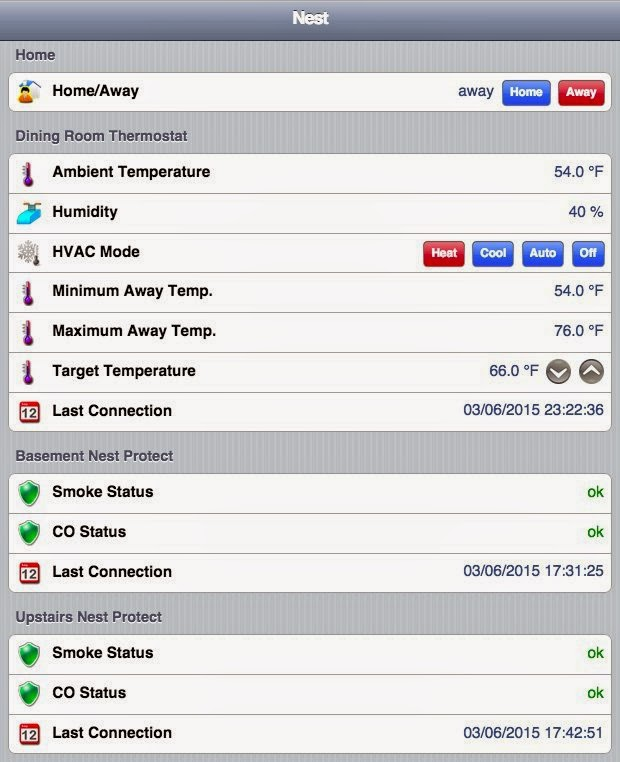 Nest
Home
Home/Away away Home Away
Dining Room Thermostat
Ambient Temperature 54.0 °F
Humidity 40 %
HVAC Mode Heat Cool Auto Off
Minimum Away Temp. 54.0 °F
Maximum Away Temp. 76.0 °F
Target Temperature 66.0 °F
12 Last Connection 03/06/2015 23:22:36
Basement Nest Protect
Smoke Status ok
CO Status ok
12 Last Connection 03/06/2015 17:31:25
Upstairs Nest Protect
Smoke Status ok
CO Status ok
12 Last Connection 03/06/2015 17:42:51